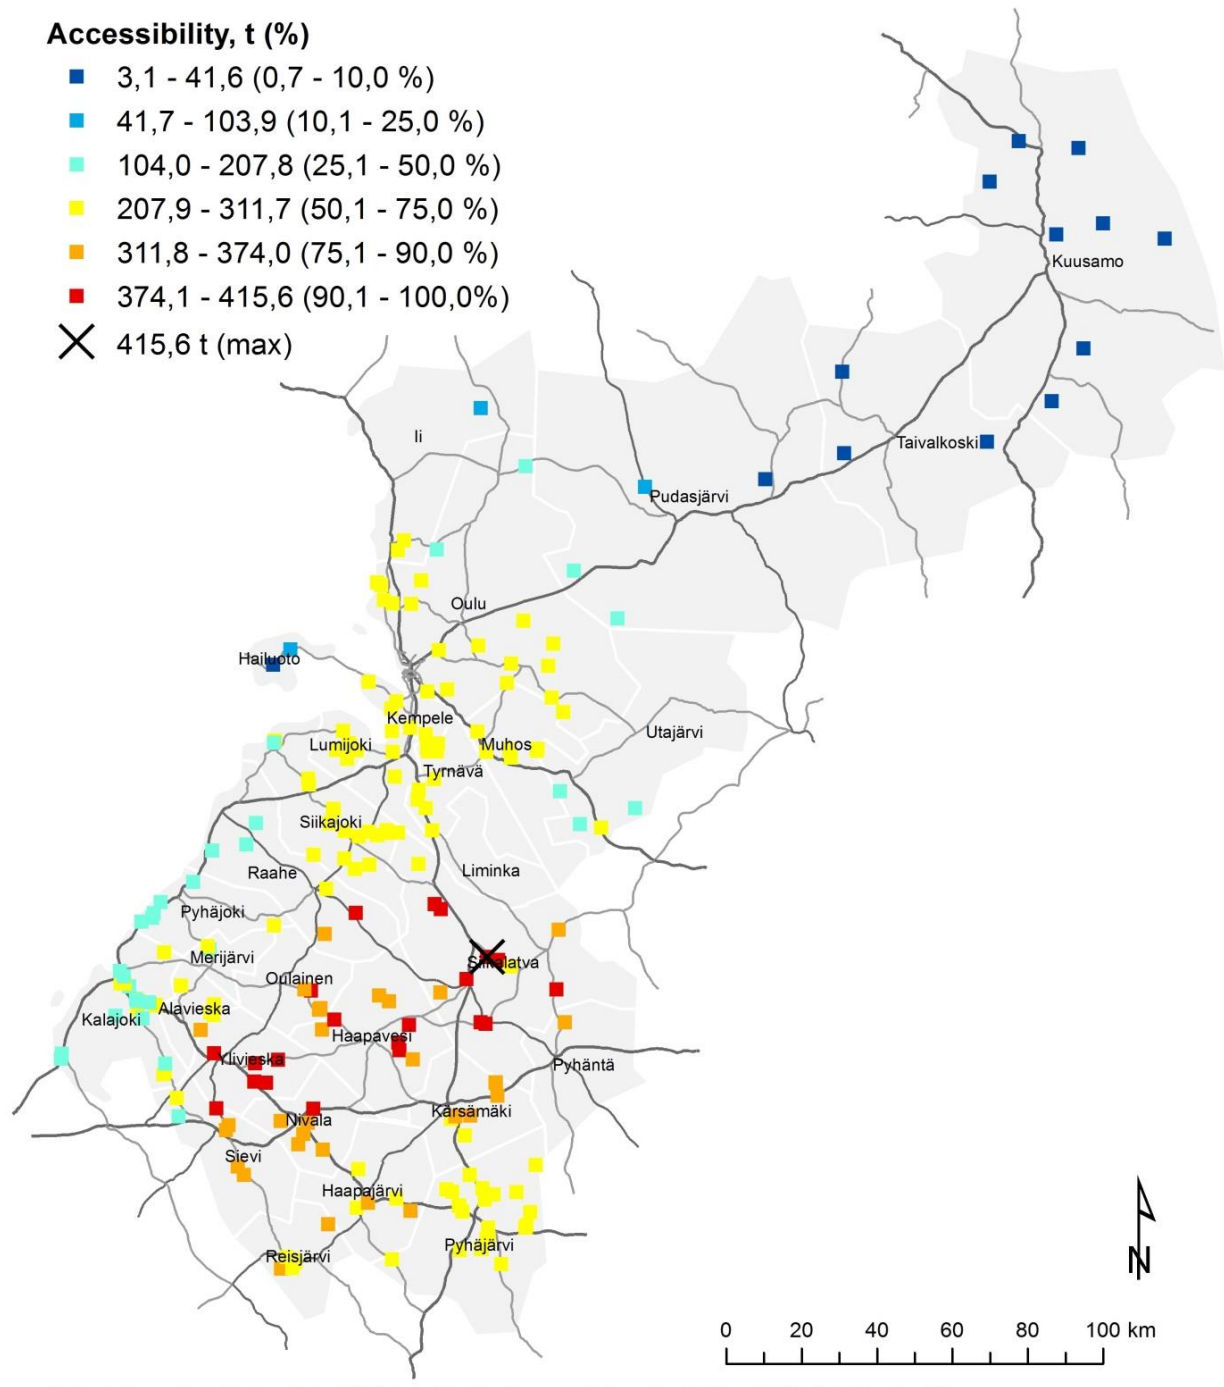 Accessibility, t (%)
3,1 - 41,6 (0,7 - 10,0 %)
41,7 - 103,9 (10,1 - 25,0 %)
104,0 - 207,8 (25,1 - 50,0 %)
207,9 - 311,7 (50,1 - 75,0 %)
311,8 - 374,0 (75,1 - 90,0 %)
374,1 - 415,6 (90,1 - 100,0%)
415,6 t (max)
Kuusamo
Ii
Taivalkoski
Pudasjärvi
Oulu
Hailuoto
Kempele
Utajärvi
Lumijoki
Muhos
Tyrnävä
Siikajoki
Raahe
Liminka
Pyhäjoki
Merijärvi
Siikalatva
Oulainen
Alavieska
Kalajoki
Haapavesi
Ylivieska
Pyhäntä
Kärsämäki
Nivala
Sievi
Haapajärvi
Pyhäjärvi
Reisjärvi
N
0 20 40 60 80 100 km